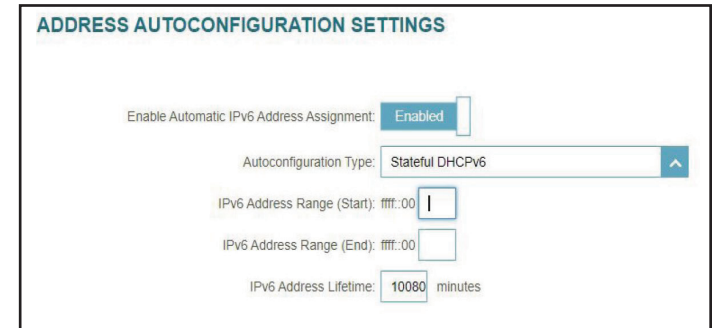 ADDRESS AUTOCONFIGURATION SETTINGS
Enable Automatic IPv6 Address Assignment: Enabled
Autoconfiguration Type: Stateful DHCPv6
IPv6 Address Range (Start): ffff::00
IPv6 Address Range (End): ffff::00
IPv6 Address Lifetime: 10080 minutes